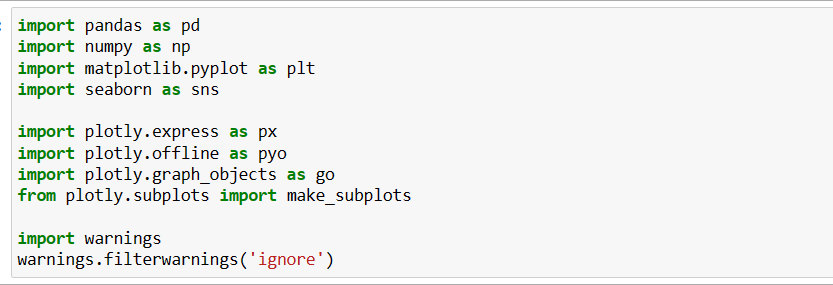 import pandas as pd
import numpy as np
import matplotlib.pyplot as plt
import seaborn as sns
import plotly.express as px
import plotly.offline as pyo
import plotly.graph_objects as go
from plotly.subplots import make_subplots
import warnings
warnings.filterwarnings('ignore')